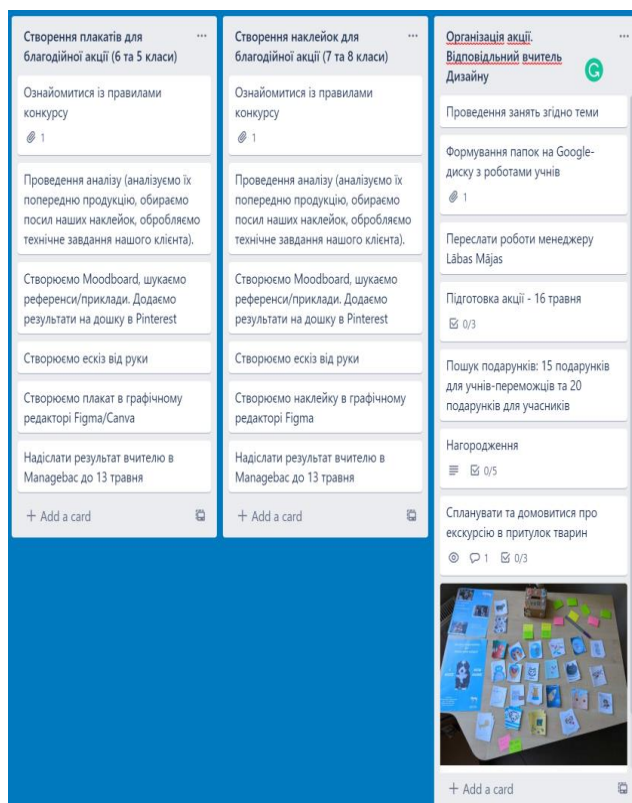 Створення плакатів для
благодійної акції (6 та 5 класи)
Ознайомитися із правилами
конкурсу
1
Проведення аналізу (аналізуємо їх
попередню продукцію, обираємо
посил наших наклейок, обробляємо
технічне завдання нашого клієнта).
Створюємо Moodboard, шукаємо
референси/приклади. Додаємо
результати на дошку в Pinterest
Створюємо ескіз від руки
Створюємо плакат в графічному
редакторі Figma/Canva
Надіслати результат вчителю в
Managebac до 13 травня
+ Add a card
Створення наклейок для
благодійної акції (7 та 8 класи)
Ознайомитися із правилами
конкурсу
1
Проведення аналізу (аналізуємо їх
попередню продукцію, обираємо
посил наших наклейок, обробляємо
технічне завдання нашого клієнта).
Створюємо Moodboard, шукаємо
референси/приклади. Додаємо
результати на дошку в Pinterest
Створюємо ескіз від руки
Створюємо наклейку в графічному
редакторі Figma
Надіслати результат вчителю в
Managebac до 13 травня
+ Add a card
Організація акції.
Відповідільний вчитель
Дизайну
Проведення занять згідно теми
Формування папок на Google-
диску з роботами учнів
1
Переслати роботи менеджеру
Lābas Mājas
Підготовка акції - 16 травня
0/3
Пошук подарунків: 15 подарунків
для учнів-переможців та 20
подарунків для учасників
Нагородження
0/5
Спланувати та домовитися про
екскурсію в притулок тварин
1 0/3
+ Add a card